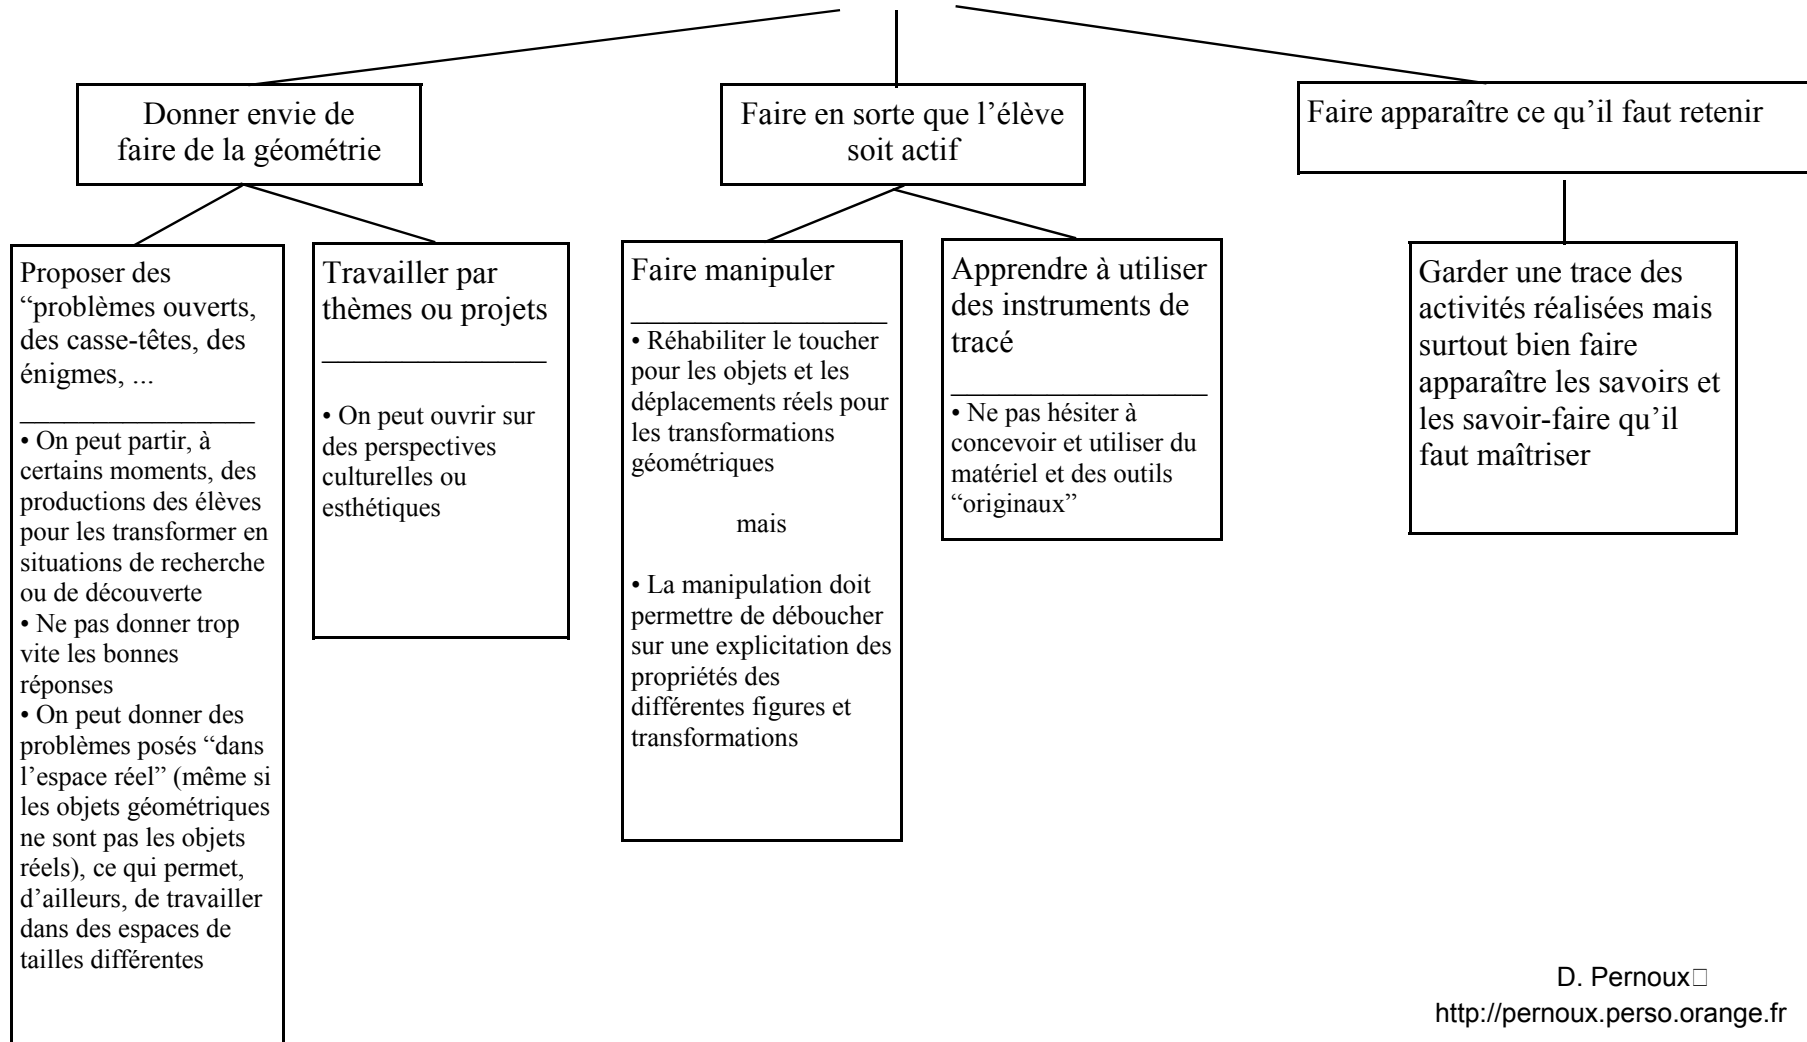 Donner envie de
faire de la géométrie
Faire en sorte que l’élève
soit actif
Faire apparaître ce qu’il faut retenir
Proposer des
“problèmes ouverts,
des casse-têtes, des
énigmes, ...
• On peut partir, à
certains moments, des
productions des élèves
pour les transformer en
situations de recherche
ou de découverte
• Ne pas donner trop
vite les bonnes
réponses
• On peut donner des
problèmes posés “dans
l’espace réel” (même si
les objets géométriques
ne sont pas les objets
réels), ce qui permet,
d’ailleurs, de travailler
dans des espaces de
tailles différentes
Travailler par
thèmes ou projets
• On peut ouvrir sur
des perspectives
culturelles ou
esthétiques
Faire manipuler
• Réhabiliter le toucher
pour les objets et les
déplacements réels pour
les transformations
géométriques
mais
• La manipulation doit
permettre de déboucher
sur une explicitation des
propriétés des
différentes figures et
transformations
Apprendre à utiliser
des instruments de
tracé
• Ne pas hésiter à
concevoir et utiliser du
matériel et des outils
“originaux”
Garder une trace des
activités réalisées mais
surtout bien faire
apparaître les savoirs et
les savoir-faire qu’il
faut maîtriser
D. Pernoux
http://pernoux.perso.orange.fr